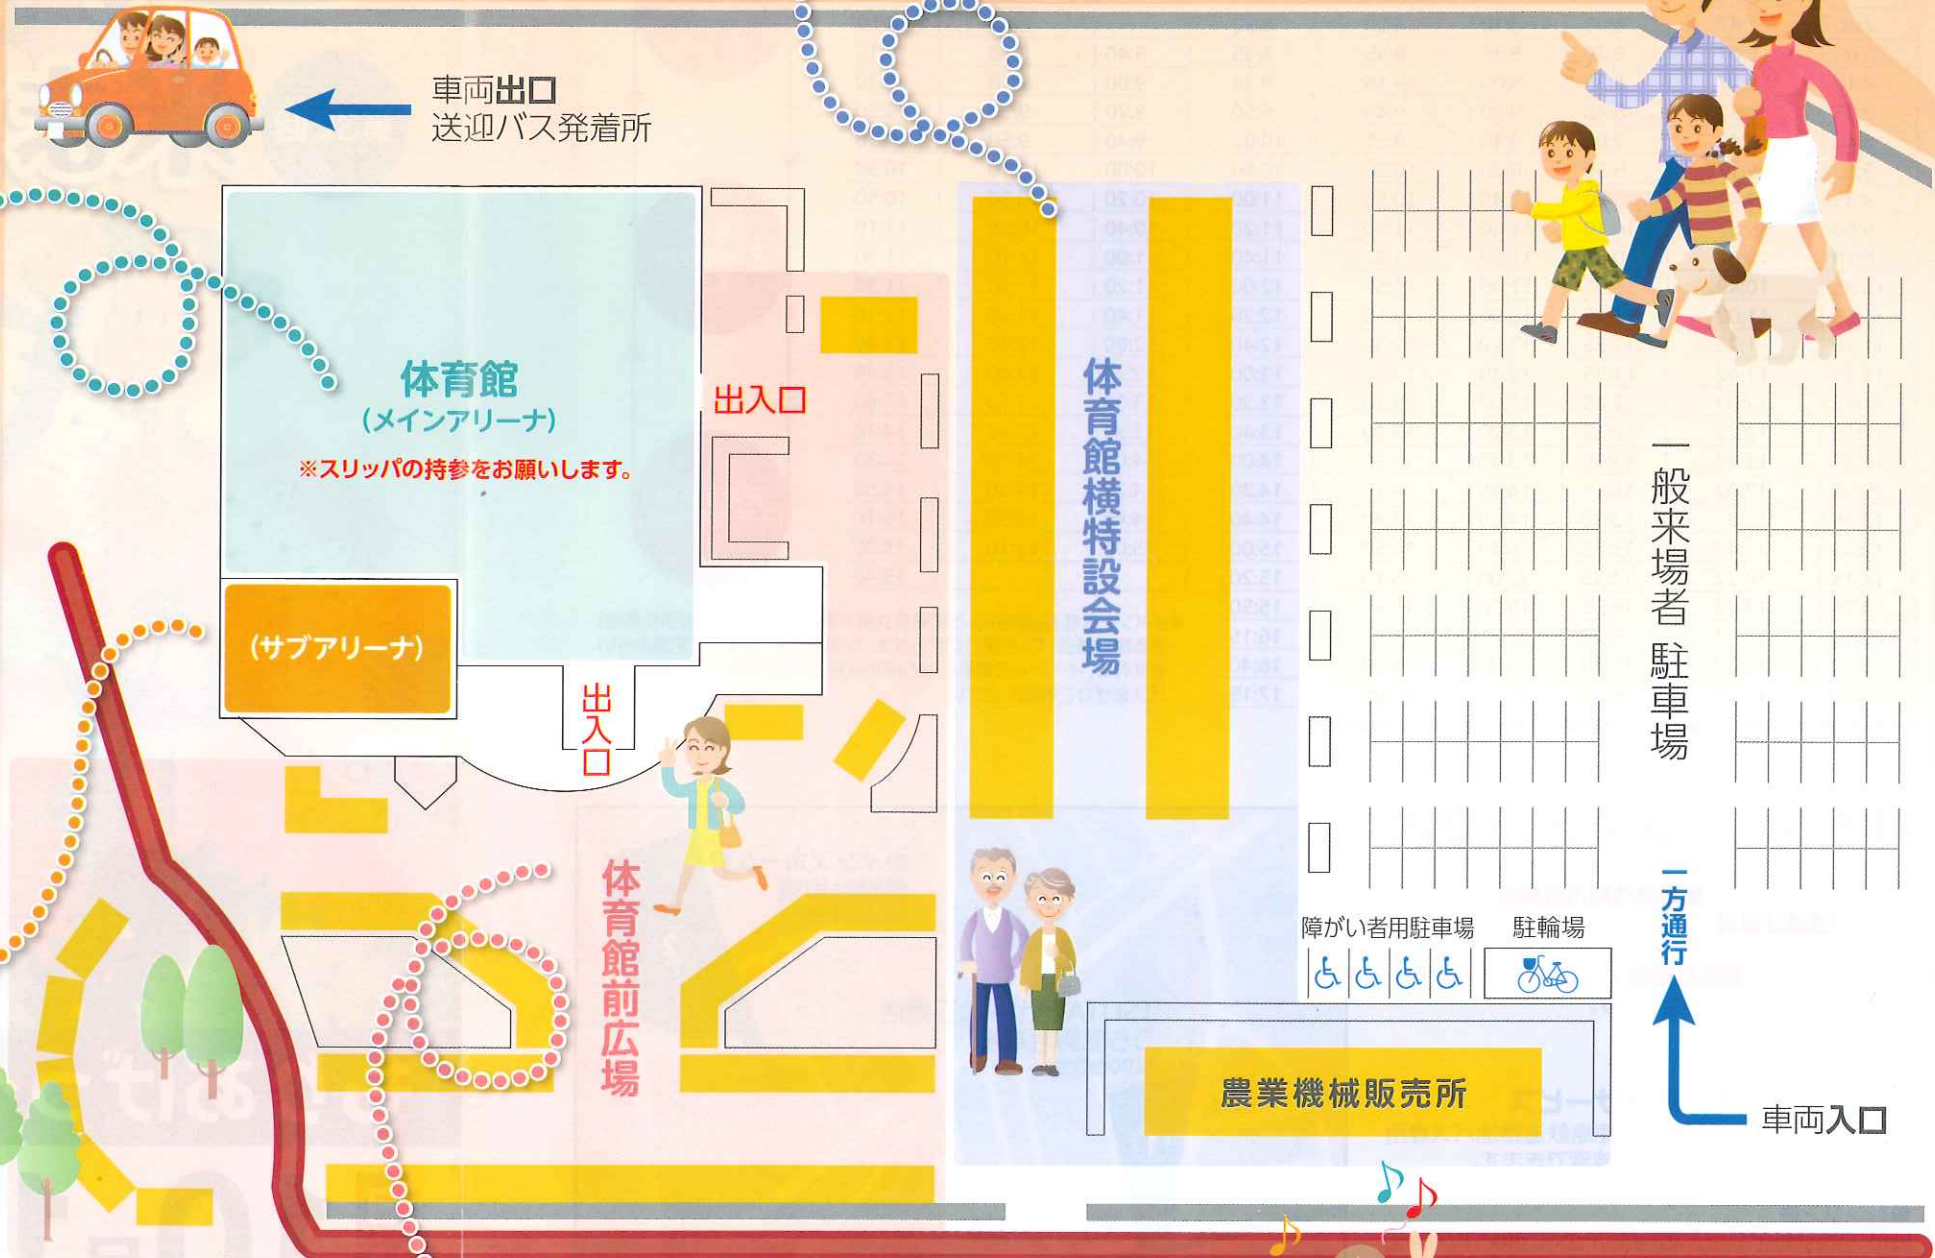 車両出口
送迎バス発着所
体育館
(メインアリーナ)
※スリッパの持参をお願いします。
出入口
(サブアリーナ)
出入口
体育館横特設会場
一般来場者 駐車場
体育館前広場
一方通行
障がい者用駐車場
駐輪場
農業機械販売所
車両入口